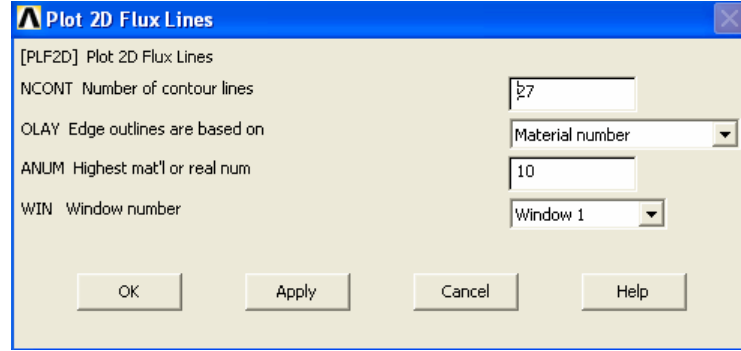 Plot 2D Flux Lines
[PLF2D] Plot 2D Flux Lines
NCONT Number of contour lines 27
OLAY Edge outlines are based on Material number
ANUM Highest mat'l or real num 10
WIN Window number Window 1
OK Apply Cancel Help